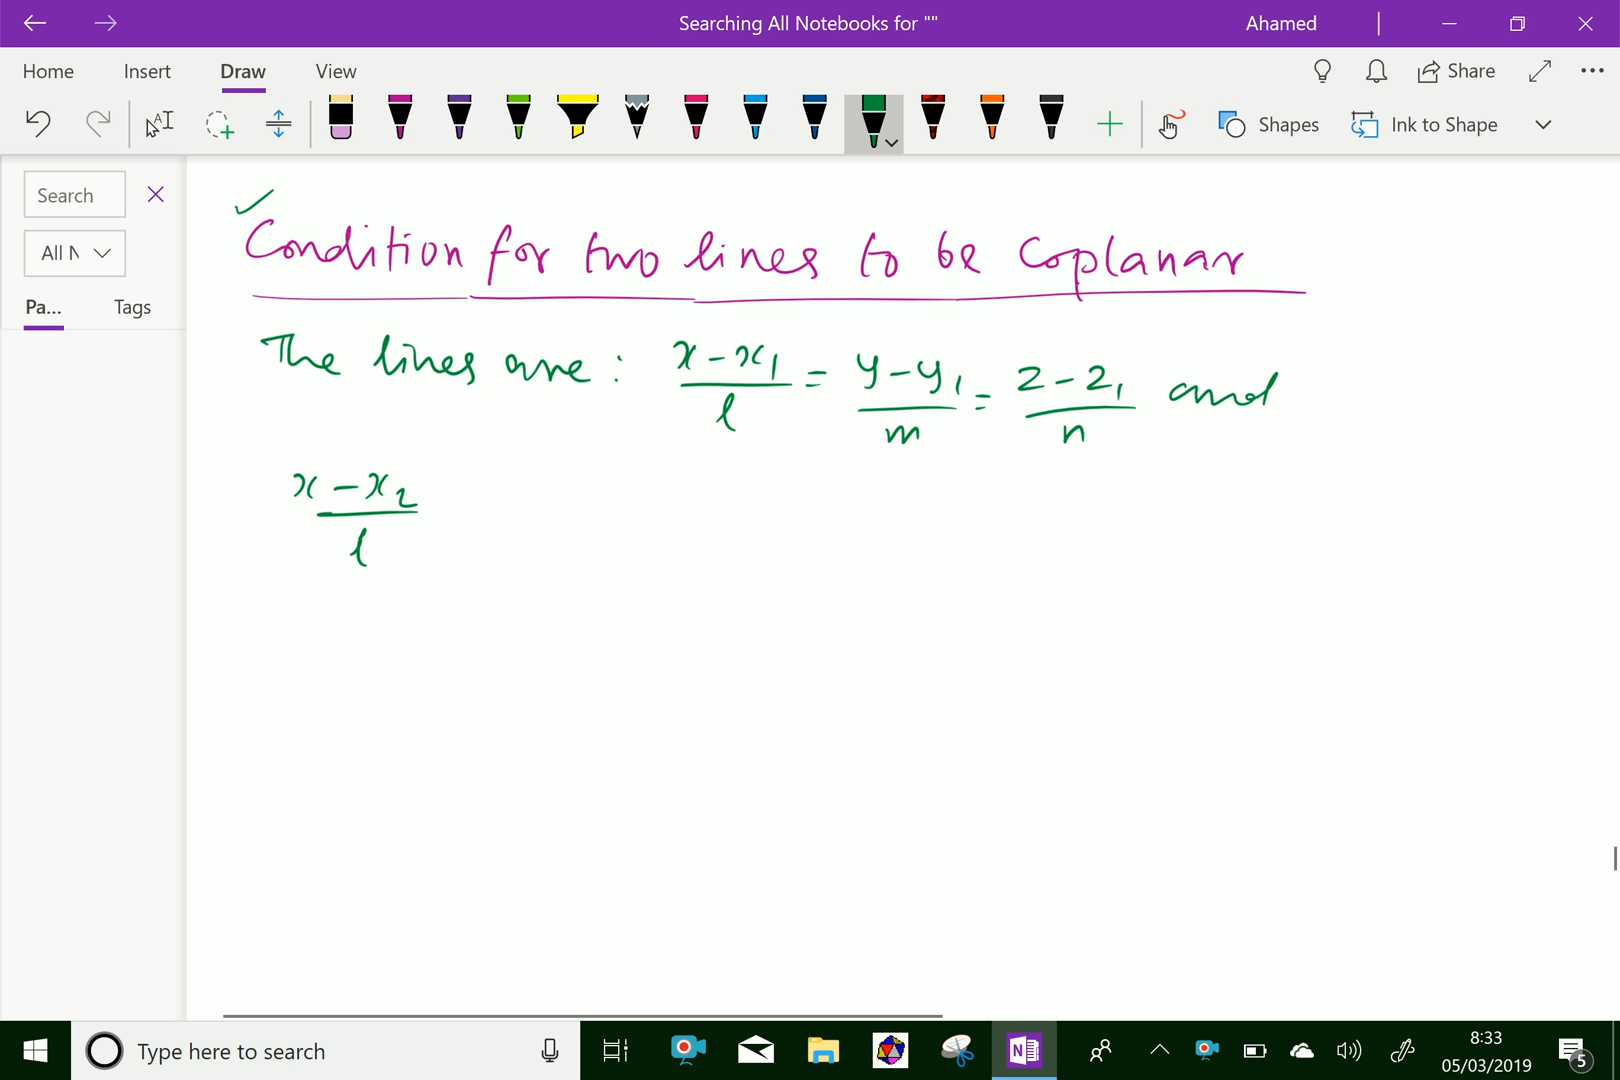 Searching All Notebooks for "" Ahamed
Home Insert Draw View Share
Shapes Ink to Shape
Search
All N
Pa... Tags
Condition for two lines to be Coplanar
The lines are : x - x₁ / l = y - y₁ / m = z - z₁ / n and
x - x₂ / l
Type here to search
8:33
05/03/2019
5